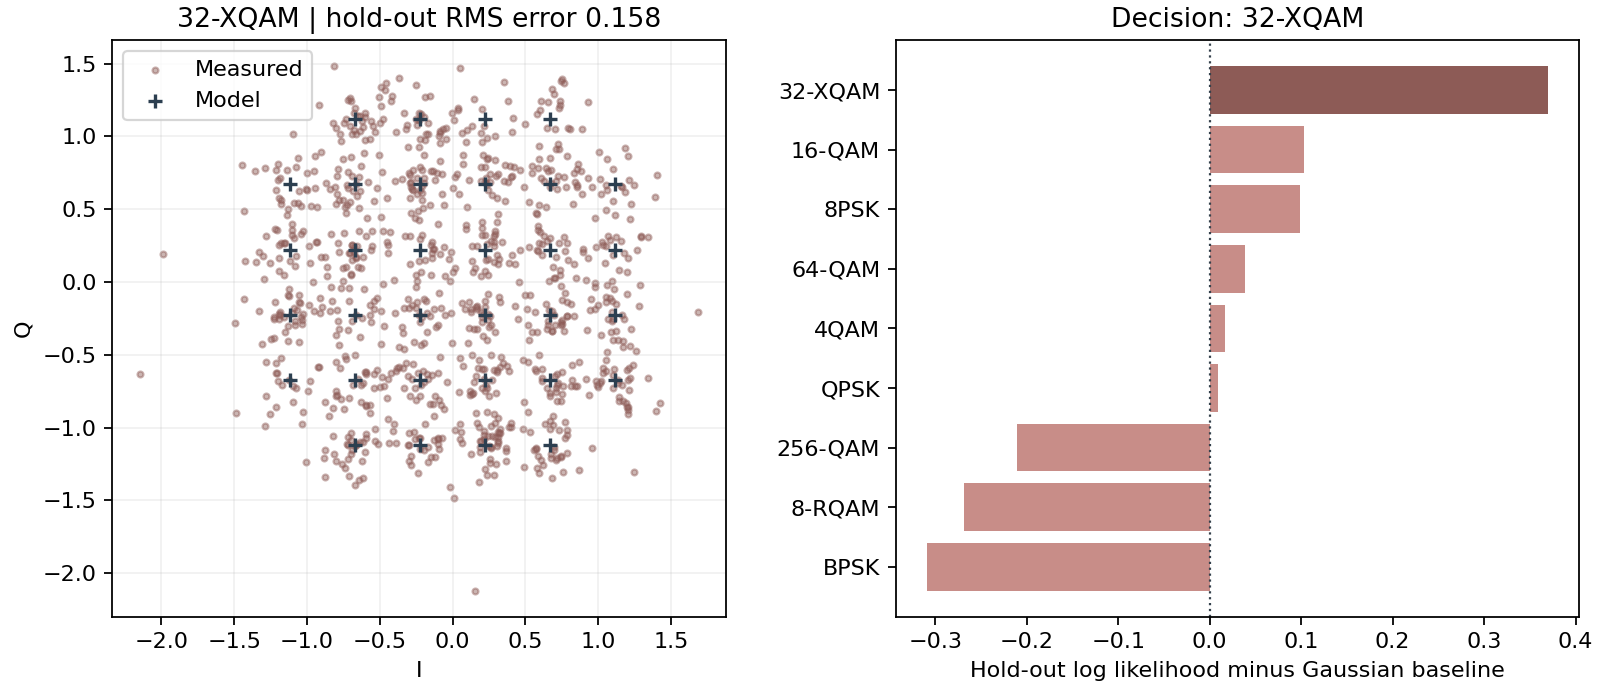 32-XQAM | hold-out RMS error 0.158
Measured
Model
1.5
1.0
0.5
0.0
−0.5
−1.0
−1.5
−2.0
Q
−2.0 −1.5 −1.0 −0.5 0.0 0.5 1.0 1.5
I
Decision: 32-XQAM
32-XQAM
16-QAM
8PSK
64-QAM
4QAM
QPSK
256-QAM
8-RQAM
BPSK
−0.3 −0.2 −0.1 0.0 0.1 0.2 0.3 0.4
Hold-out log likelihood minus Gaussian baseline